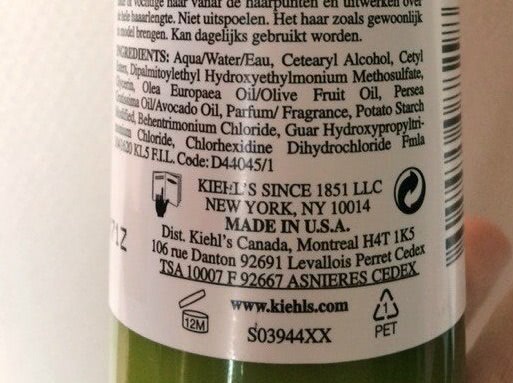 vochtige haar vanaf de haarpunten en uitwerken over
hele haarlengte. Niet uitspoelen. Het haar zoals gewoonlijk
model brengen. Kan dagelijks gebruikt worden.
INGREDIENTS: Aqua/Water/Eau, Cetearyl Alcohol, Cetyl
Dipalmitoylethyl Hydroxyethylmonium Methosulfate,
Olea Europaea Oil/Olive Fruit Oil, Persea
Oil/Avocado Oil, Parfum/ Fragrance, Potato Starch
Behentrimonium Chloride, Guar Hydroxypropyltri-
Chloride, Chlorhexidine Dihydrochloride Fmla
KL5 F.I.L. Code: D44045/1
KIEHL'S SINCE 1851 LLC
NEW YORK, NY 10014
MADE IN U.S.A.
Dist. Kiehl's Canada, Montreal H4T 1K5
106 rue Danton 92691 Levallois Perret Cedex
TSA 10007 F 92667 ASNIERES CEDEX
www.kiehls.com
12M
1
PET
S03944XX